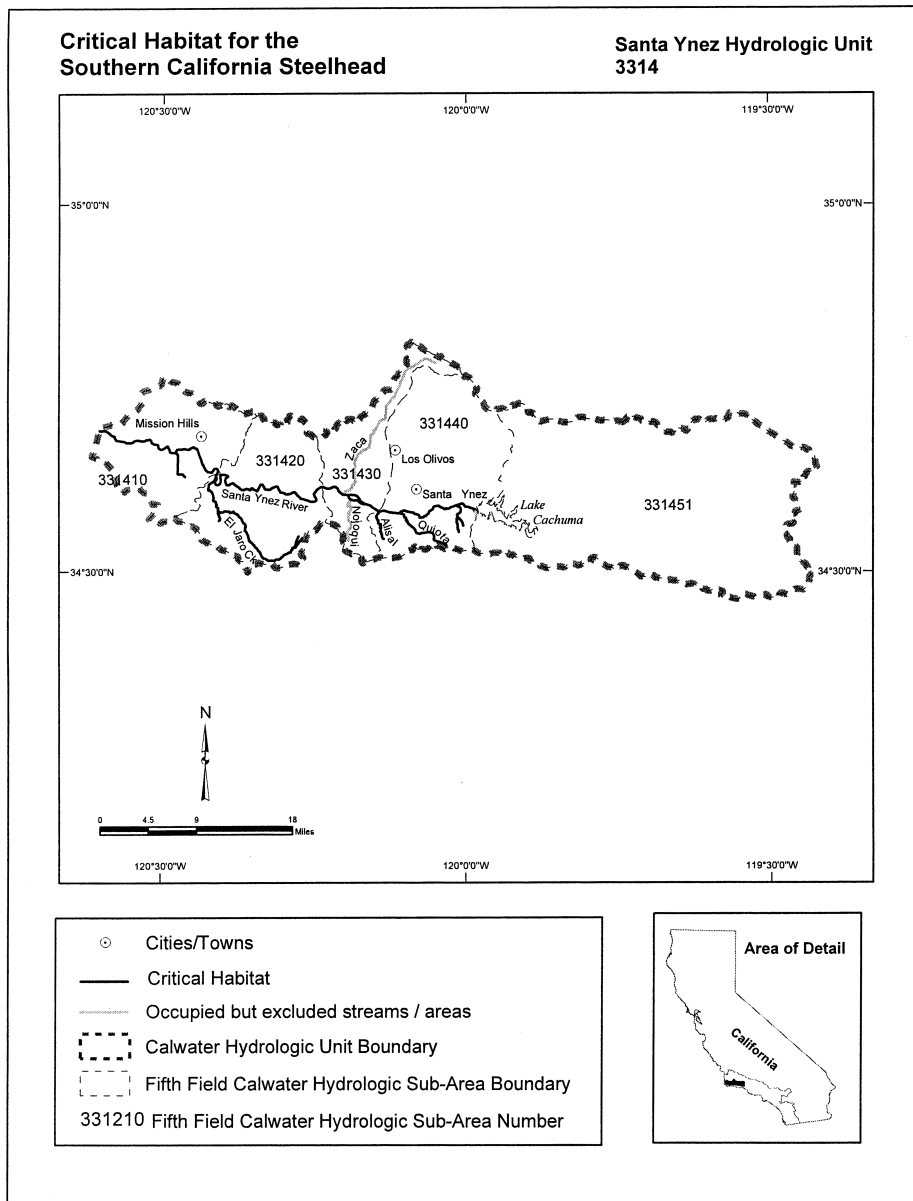 Critical Habitat for the
Southern California Steelhead
Santa Ynez Hydrologic Unit
3314
120°30'0"W
120°0'0"W
119°30'0"W
35°0'0"N
35°0'0"N
Mission Hills
331440
Zaca
Los Olivos
331420
331430
331410
331451
Santa Ynez
Lake
Cachuma
Santa Ynez River
Nojoqui
Alisal
Quiota
El Jaro Ck
34°30'0"N
34°30'0"N
N
0 4.5 9 18
Miles
120°30'0"W
120°0'0"W
119°30'0"W
Cities/Towns
Critical Habitat
Occupied but excluded streams / areas
Calwater Hydrologic Unit Boundary
Fifth Field Calwater Hydrologic Sub-Area Boundary
331210 Fifth Field Calwater Hydrologic Sub-Area Number
Area of Detail
California